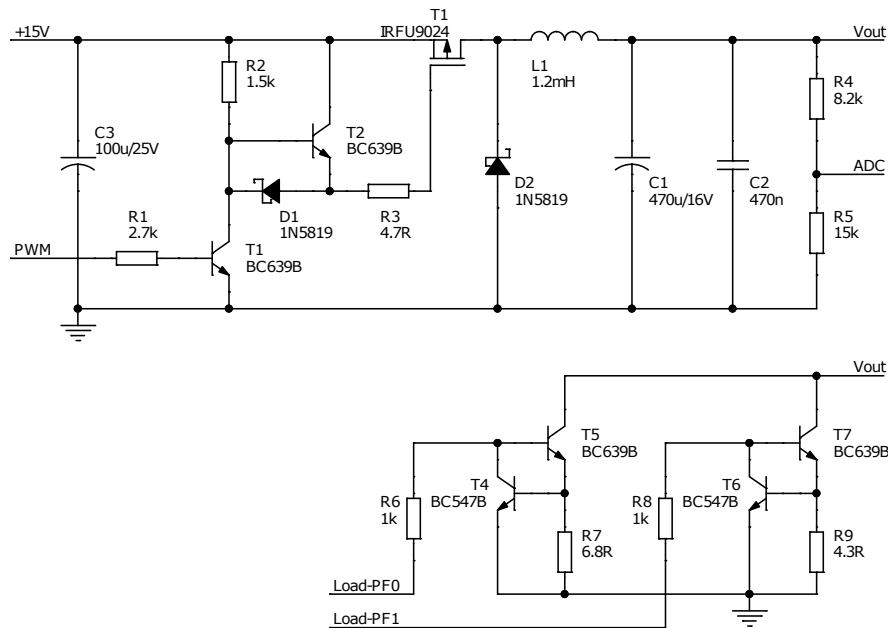 +15V
T1
IRFU9024
Vout
R2
1.5k
L1
1.2mH
R4
8.2k
C3
100u/25V
T2
BC639B
ADC
D1
1N5819
R3
4.7R
D2
1N5819
C1
470u/16V
C2
470n
R5
15k
R1
2.7k
PWM
T1
BC639B
Vout
T5
BC639B
T7
BC639B
T4
BC547B
T6
BC547B
R6
1k
R8
1k
R7
6.8R
R9
4.3R
Load-PF0
Load-PF1